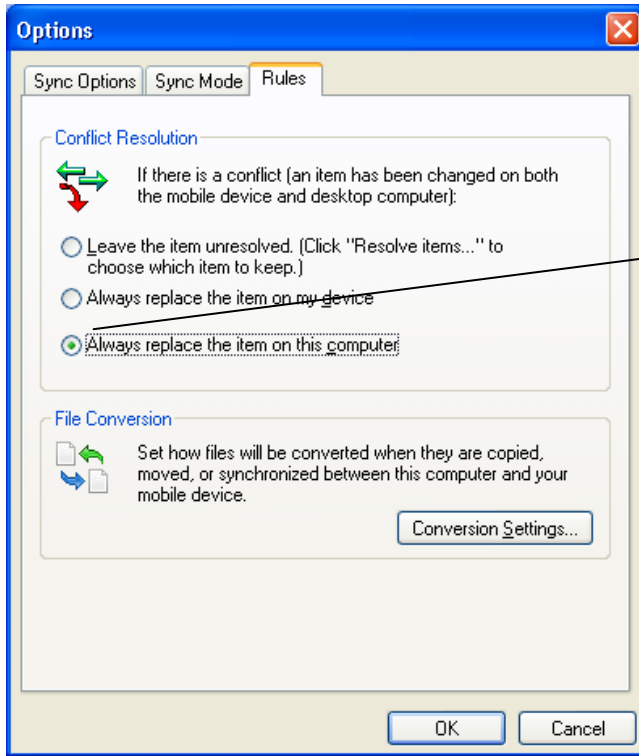 Options
Sync Options Sync Mode Rules
Conflict Resolution
If there is a conflict (an item has been changed on both
the mobile device and desktop computer):
Leave the item unresolved. (Click "Resolve items..." to
choose which item to keep.)
Always replace the item on my device
Always replace the item on this computer
File Conversion
Set how files will be converted when they are copied,
moved, or synchronized between this computer and your
mobile device.
Conversion Settings...
OK Cancel